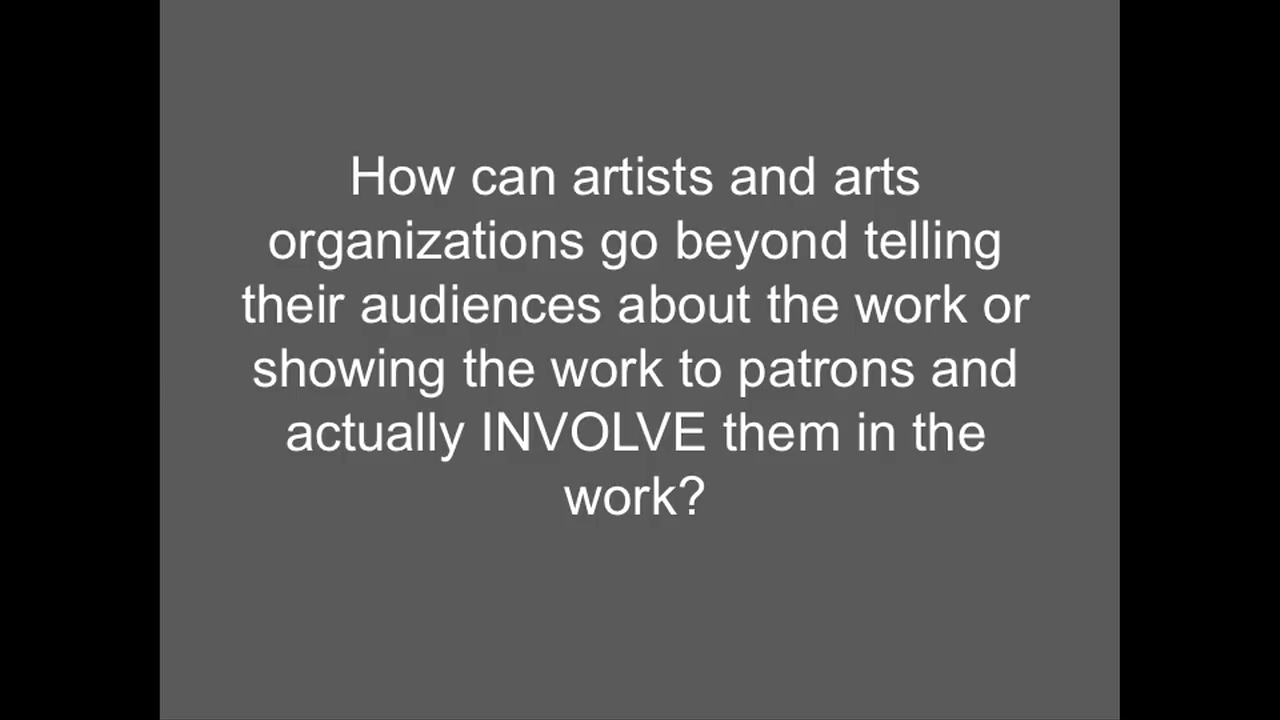 How can artists and arts
organizations go beyond telling
their audiences about the work or
showing the work to patrons and
actually INVOLVE them in the
work?